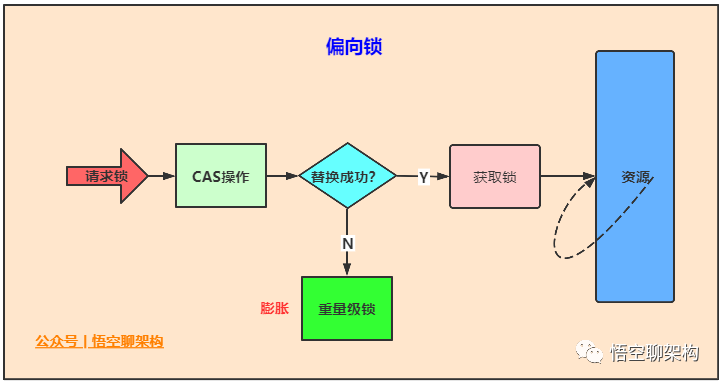 偏向锁
请求锁
CAS操作
替换成功?
Y
获取锁
资源
N
膨胀
重量级锁
公众号 | 悟空聊架构
悟空聊架构